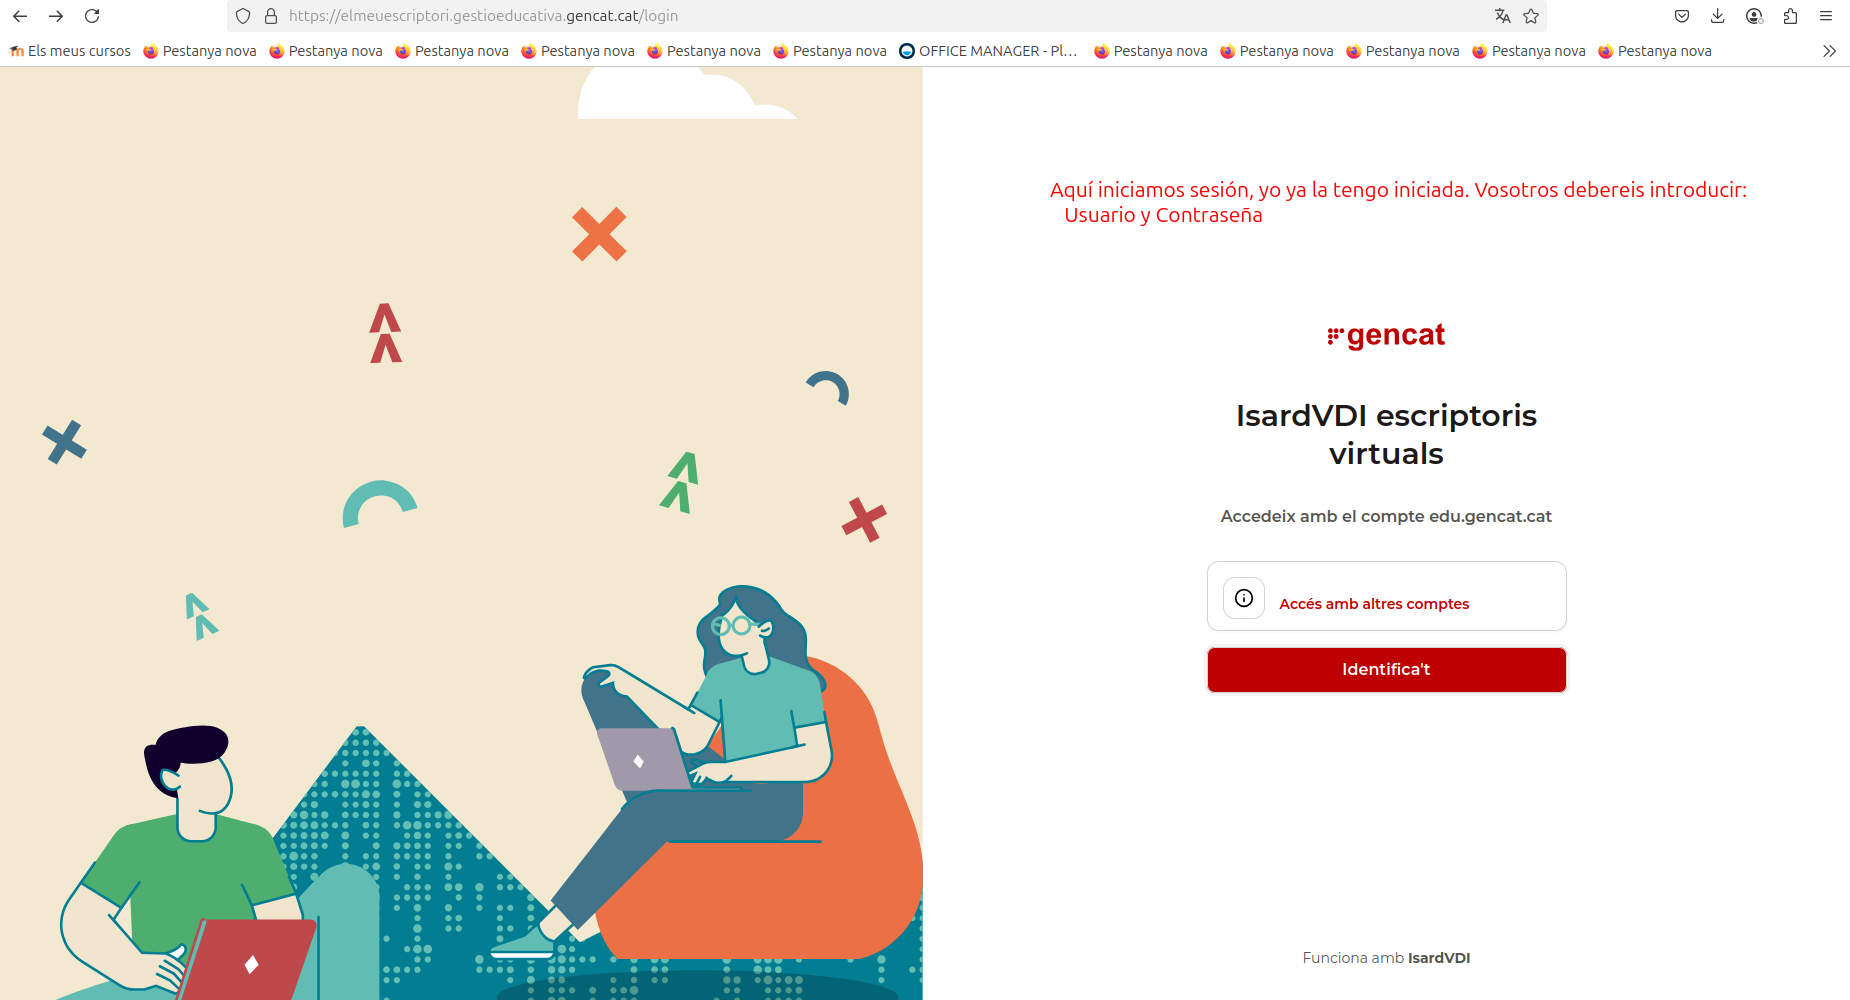 https://elmeuescriptori.gestioeducativa.gencat.cat/login
Els meus cursos Pestanya nova Pestanya nova Pestanya nova Pestanya nova Pestanya nova Pestanya nova OFFICE MANAGER - Pl… Pestanya nova Pestanya nova Pestanya nova Pestanya nova Pestanya nova
Aquí iniciamos sesión, yo ya la tengo iniciada. Vosotros debereis introducir:
Usuario y Contraseña
gencat
IsardVDI escriptoris
virtuals
Accedeix amb el compte edu.gencat.cat
Accés amb altres comptes
Identifica't
Funciona amb IsardVDI